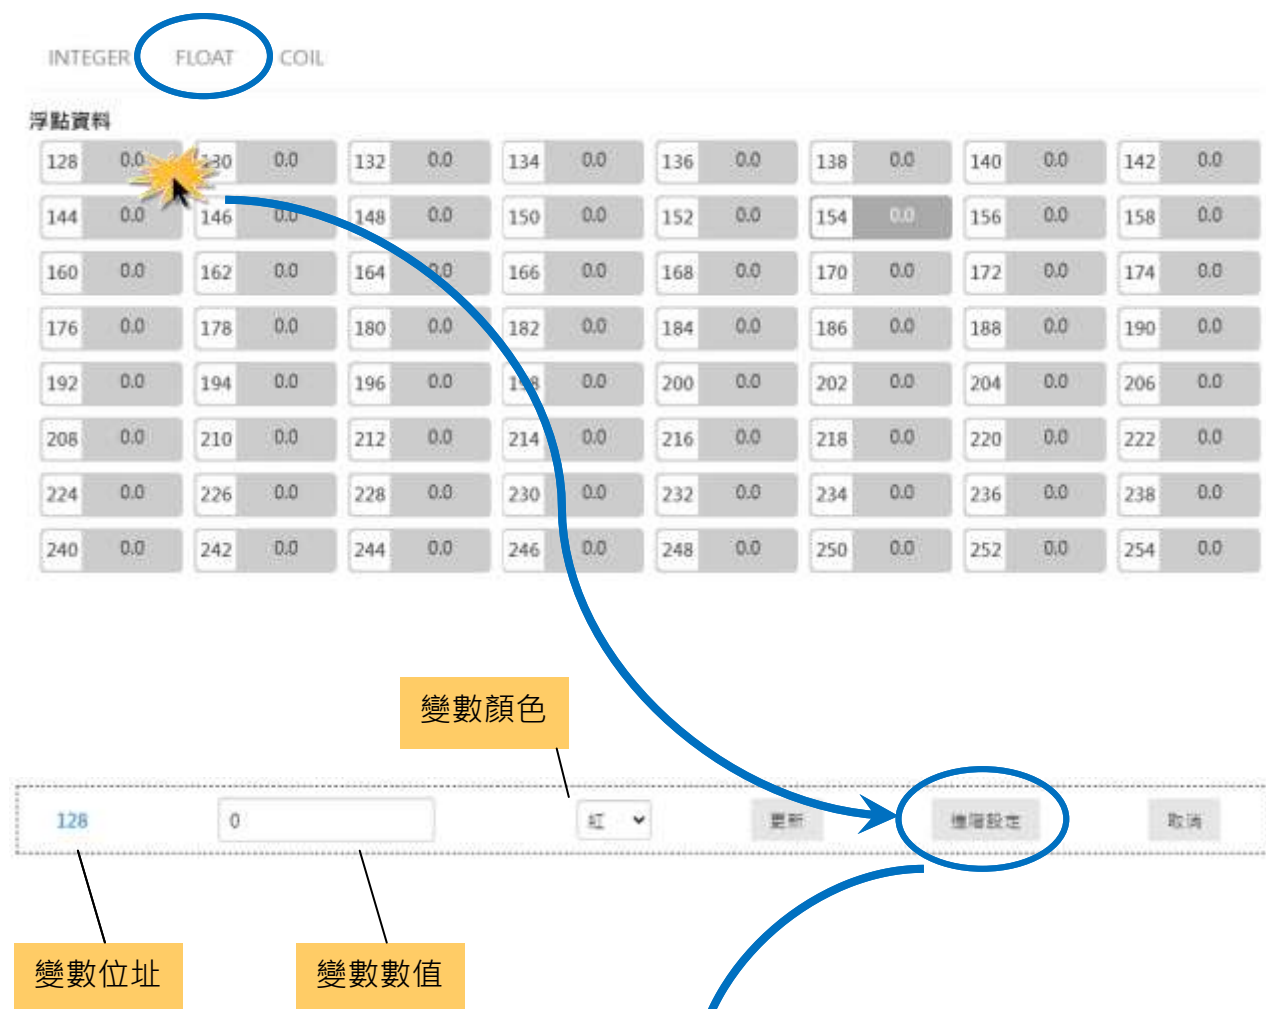 INTEGER FLOAT COIL
浮點資料
128 0.0 130 0.0 132 0.0 134 0.0 136 0.0 138 0.0 140 0.0 142 0.0
144 0.0 146 0.0 148 0.0 150 0.0 152 0.0 154 0.0 156 0.0 158 0.0
160 0.0 162 0.0 164 0.0 166 0.0 168 0.0 170 0.0 172 0.0 174 0.0
176 0.0 178 0.0 180 0.0 182 0.0 184 0.0 186 0.0 188 0.0 190 0.0
192 0.0 194 0.0 196 0.0 198 0.0 200 0.0 202 0.0 204 0.0 206 0.0
208 0.0 210 0.0 212 0.0 214 0.0 216 0.0 218 0.0 220 0.0 222 0.0
224 0.0 226 0.0 228 0.0 230 0.0 232 0.0 234 0.0 236 0.0 238 0.0
240 0.0 242 0.0 244 0.0 246 0.0 248 0.0 250 0.0 252 0.0 254 0.0
變數顏色
128 0 紅 更新 進階設定 取消
變數位址 變數數值